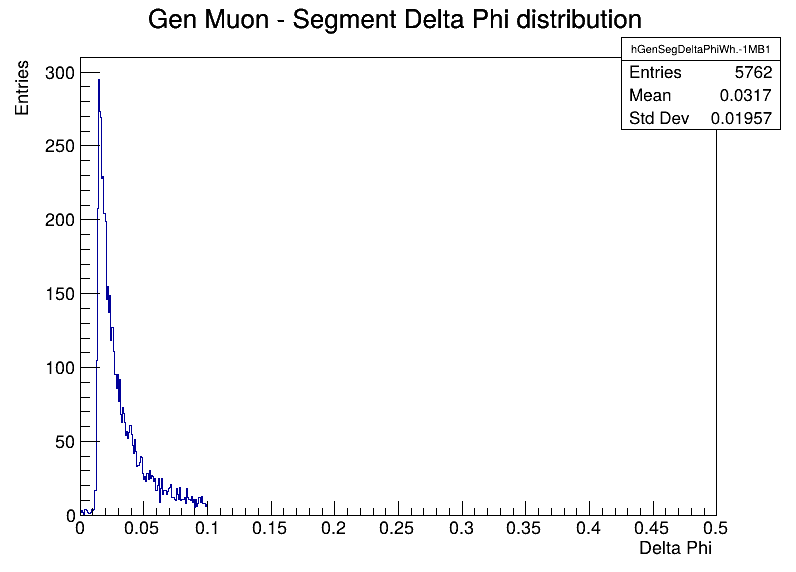 Gen Muon - Segment Delta Phi distribution
hGenSegDeltaPhiWh.-1MB1
Entries 5762
Mean 0.0317
Std Dev 0.01957
Entries
300
250
200
150
100
50
0
0 0.05 0.1 0.15 0.2 0.25 0.3 0.35 0.4 0.45 0.5
Delta Phi